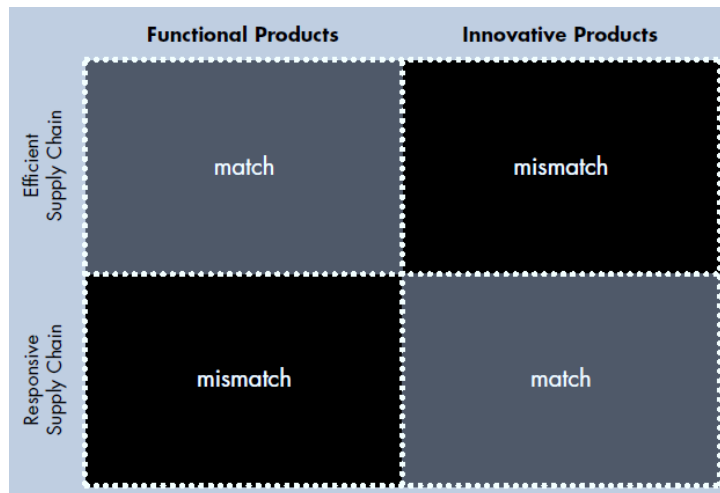 Functional Products
Innovative Products
Efficient
Supply Chain
match
mismatch
Responsive
Supply Chain
mismatch
match